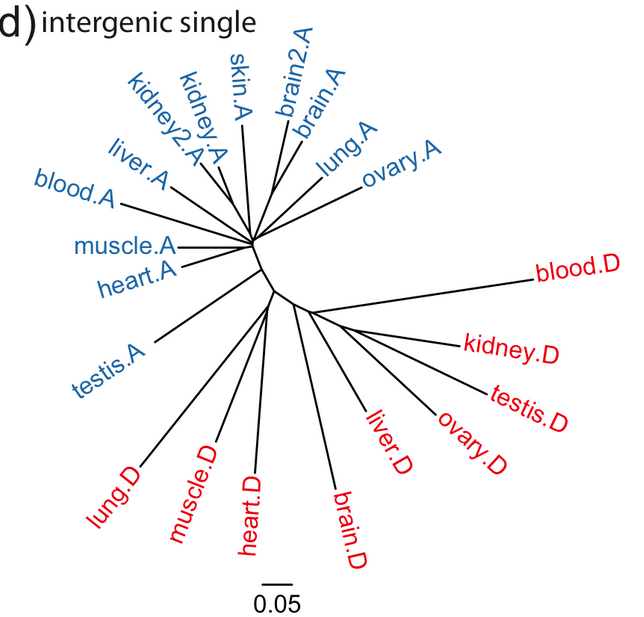 d) intergenic single
skin.A
brain2.A
brain.A
kidney.A
kidney2.A
lung.A
ovary.A
liver.A
blood.A
muscle.A
heart.A
testis.A
blood.D
kidney.D
testis.D
ovary.D
liver.D
brain.D
heart.D
muscle.D
lung.D
0.05